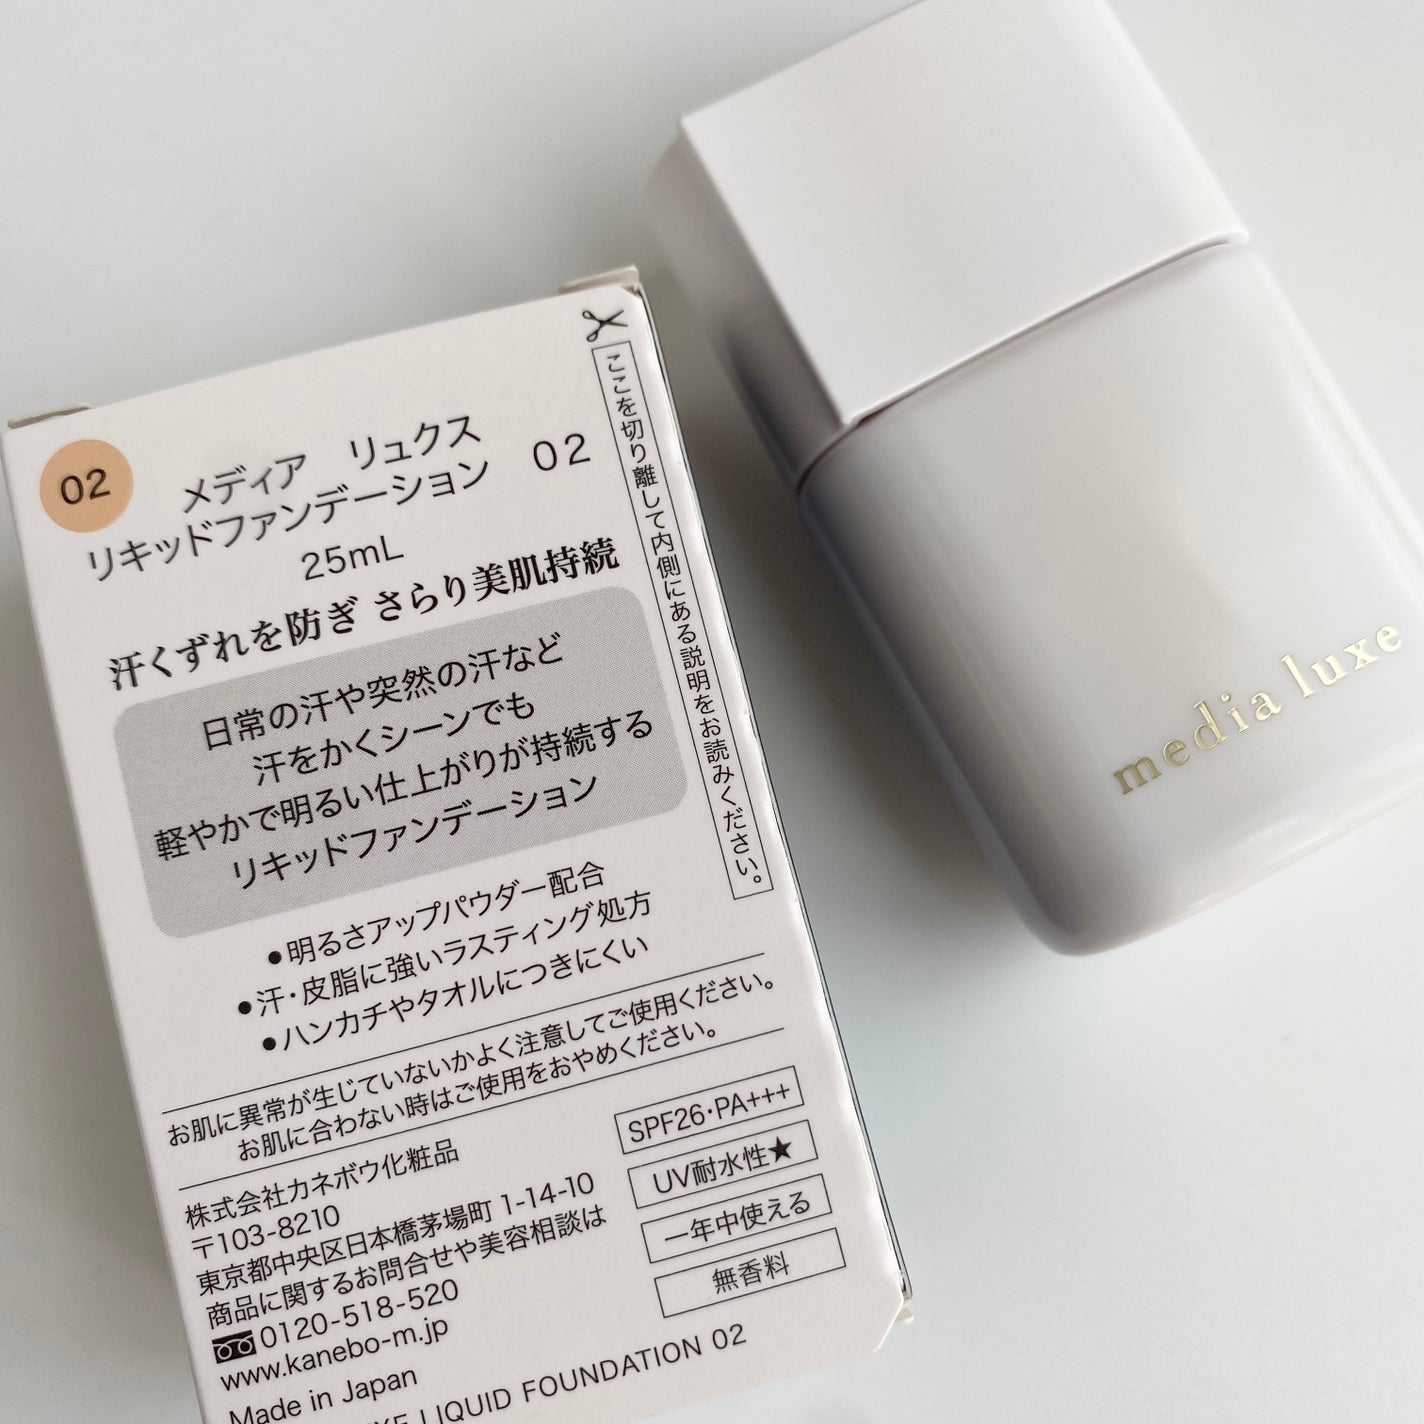 02
メディア リュクス
リキッドファンデーション 02
25mL
汗くずれを防ぎ さらり美肌持続
日常の汗や突然の汗など
汗をかくシーンでも
軽やかで明るい仕上がりが持続する
リキッドファンデーション
●明るさアップパウダー配合
●汗・皮脂に強いラスティング処方
●ハンカチやタオルにつきにくい
お肌に異常が生じていないかよく注意してご使用ください。
お肌に合わない時はご使用をおやめください。
株式会社カネボウ化粧品
〒103-8210
東京都中央区日本橋茅場町 1-14-10
商品に関するお問合せや美容相談は
0120-518-520
www.kanebo-m.jp
Made in Japan
LIQUID FOUNDATION 02
SPF26・PA+++
UV耐水性★
一年中使える
無香料
ここを切り離して内側にある説明をお読みください。
media luxe